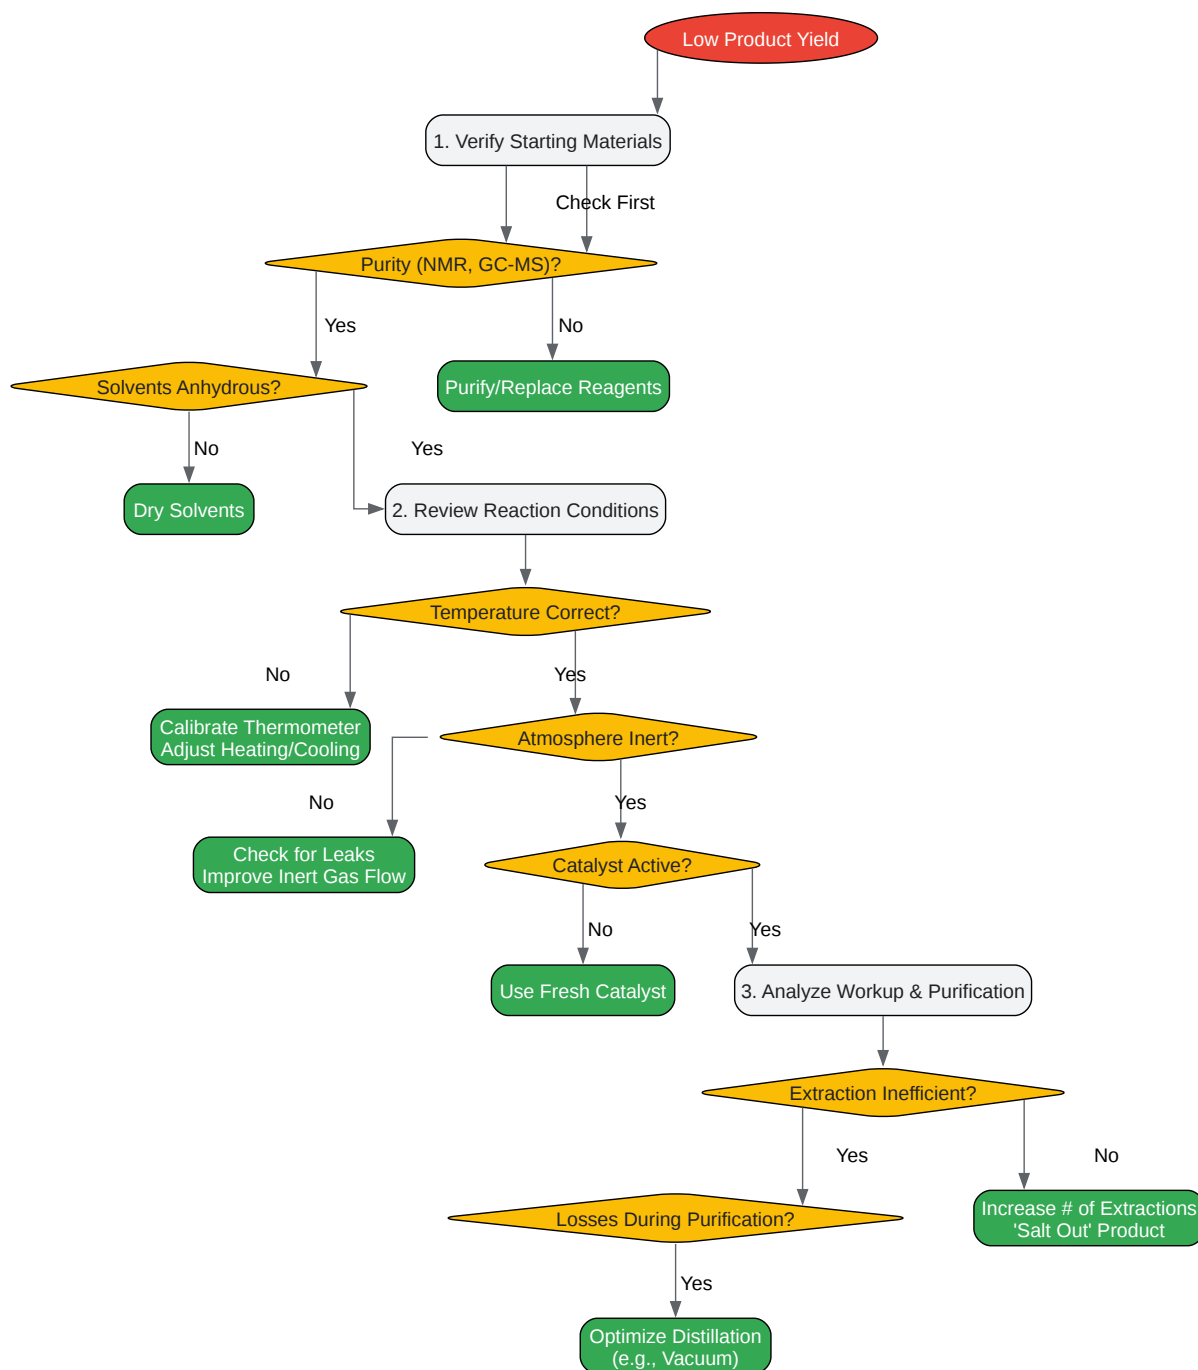 Low Product Yield
1. Verify Starting Materials
Check First
Purity (NMR, GC-MS)?
Yes
No
Solvents Anhydrous?
Purify/Replace Reagents
No
Yes
Dry Solvents
2. Review Reaction Conditions
Temperature Correct?
No
Yes
Calibrate Thermometer
Adjust Heating/Cooling
Atmosphere Inert?
No
Yes
Check for Leaks
Improve Inert Gas Flow
Catalyst Active?
No
Yes
Use Fresh Catalyst
3. Analyze Workup & Purification
Extraction Inefficient?
Yes
No
Losses During Purification?
Increase # of Extractions
'Salt Out' Product
Yes
Optimize Distillation
(e.g., Vacuum)